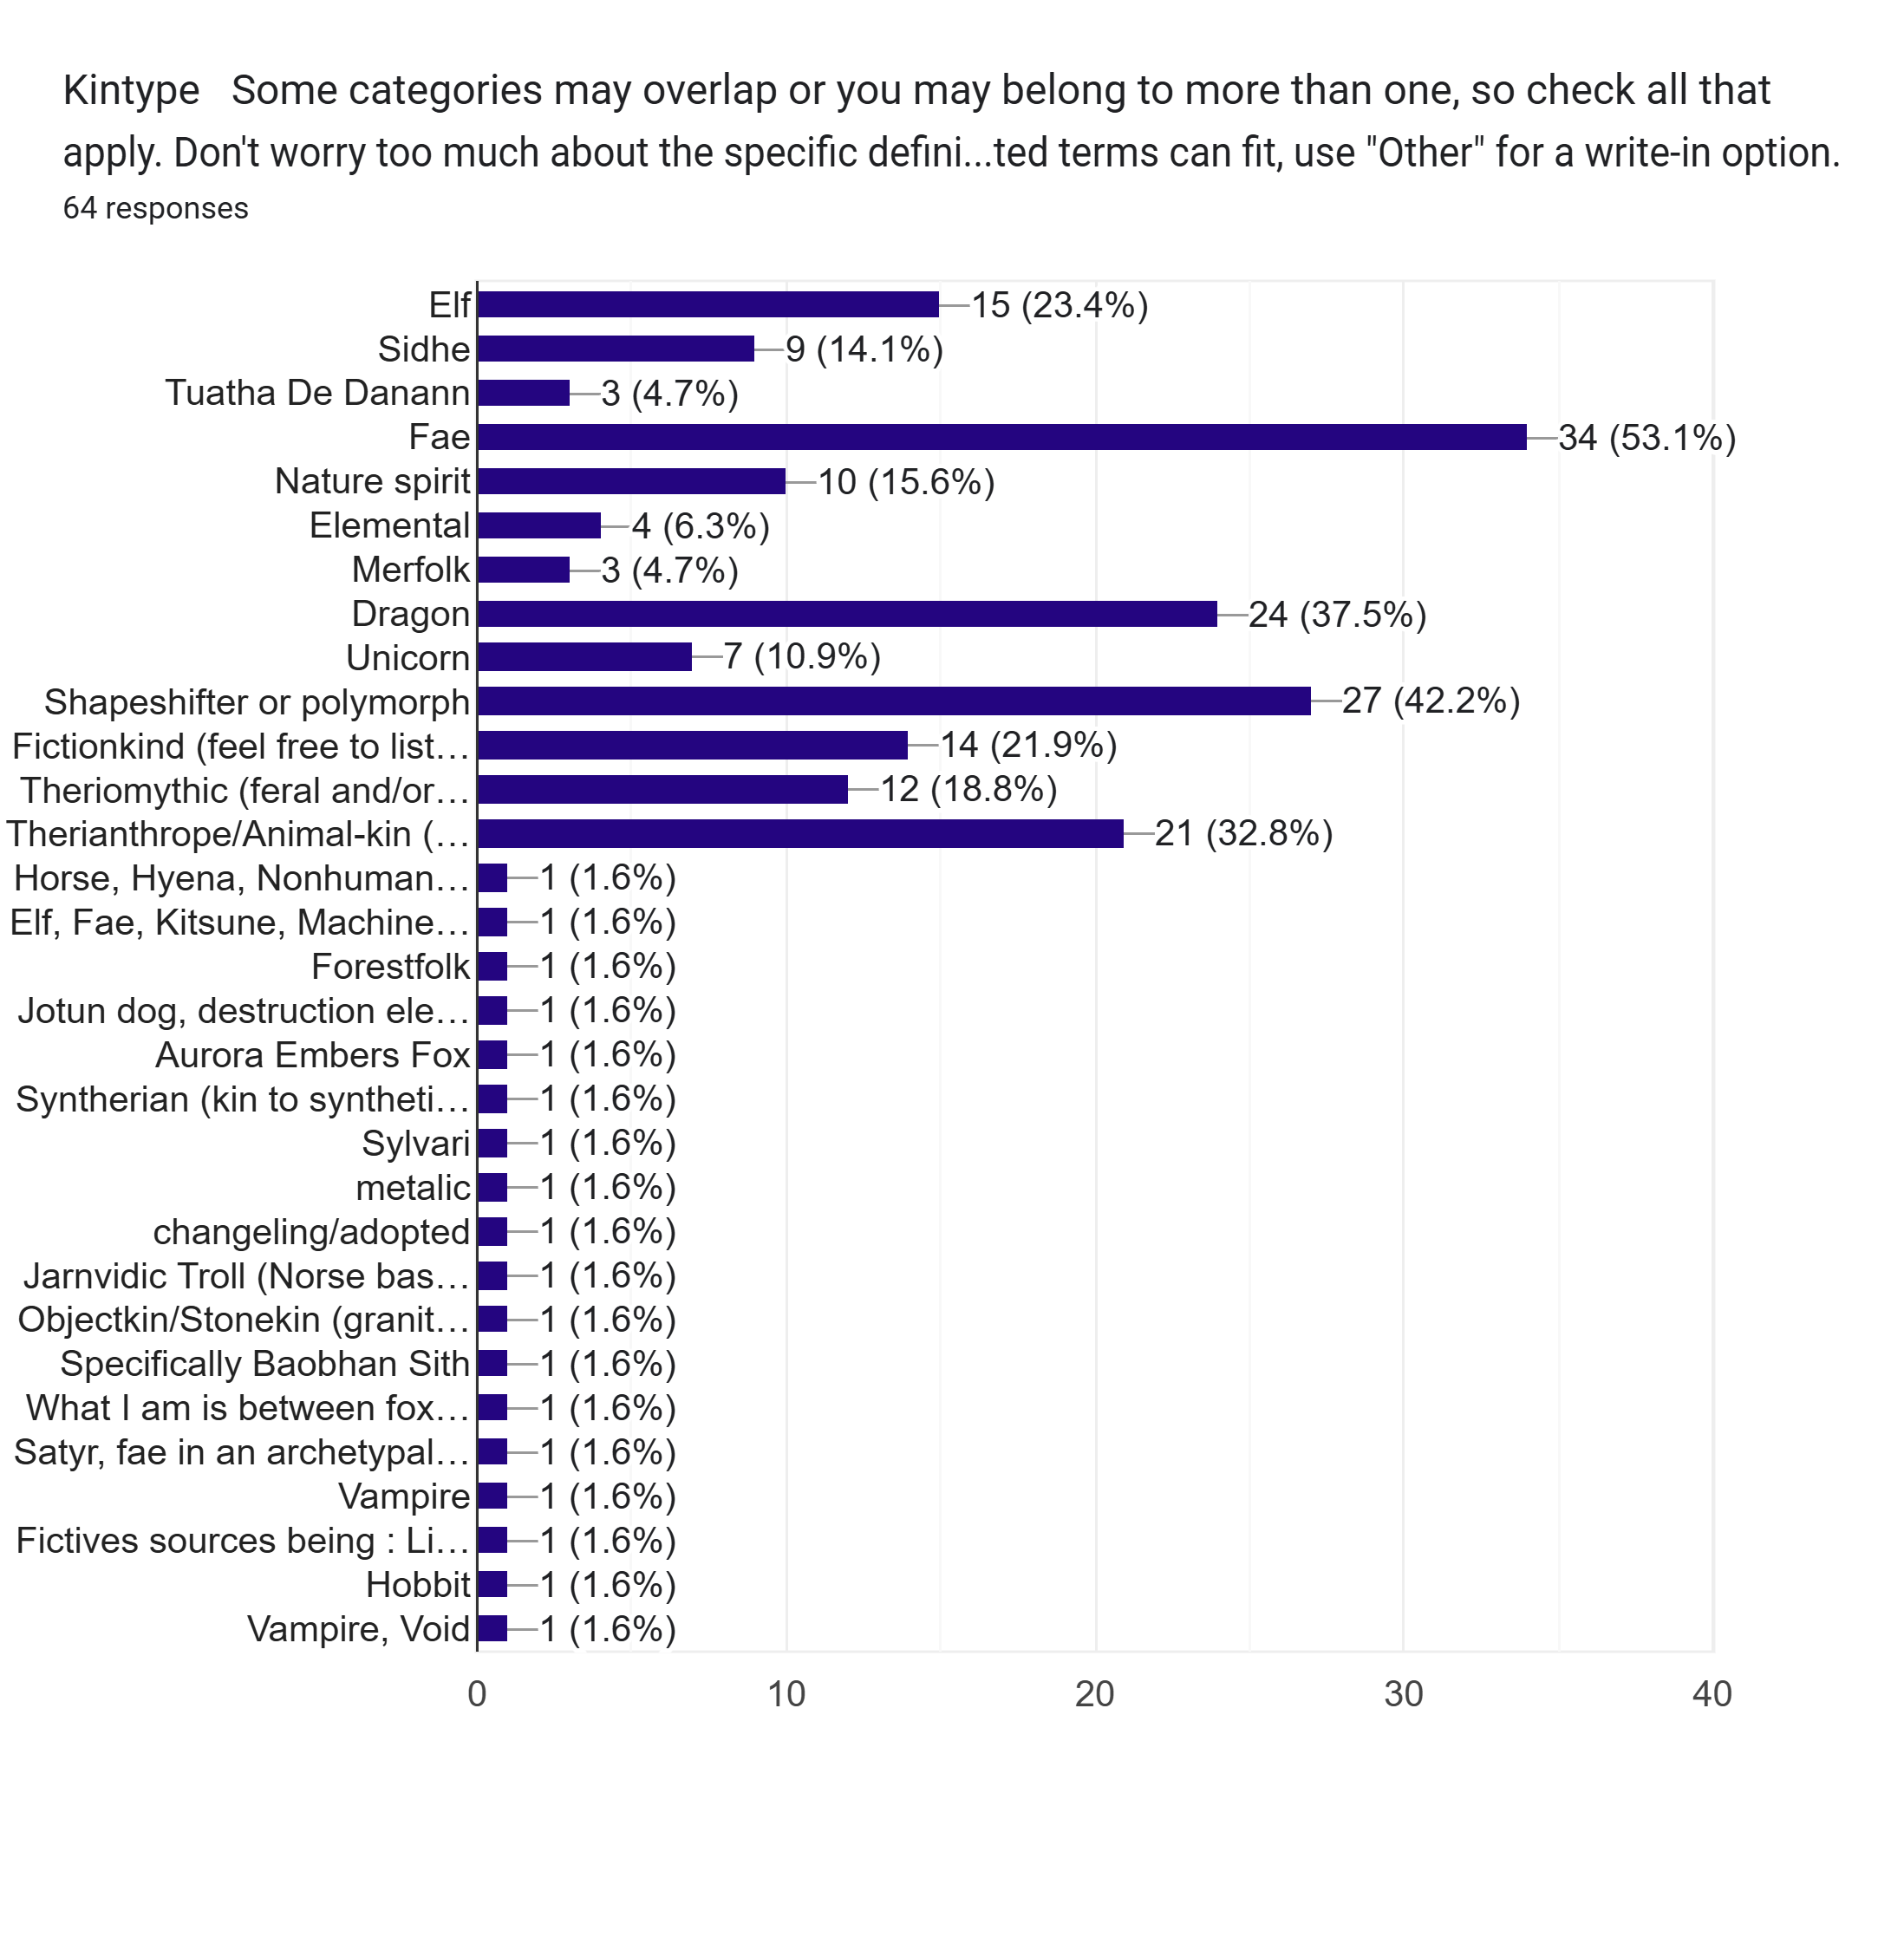 Kintype   Some categories may overlap or you may belong to more than one, so check all that
apply. Don't worry too much about the specific defini...ted terms can fit, use "Other" for a write-in option.
64 responses
Elf 15 (23.4%)
Sidhe 9 (14.1%)
Tuatha De Danann 3 (4.7%)
Fae 34 (53.1%)
Nature spirit 10 (15.6%)
Elemental 4 (6.3%)
Merfolk 3 (4.7%)
Dragon 24 (37.5%)
Unicorn 7 (10.9%)
Shapeshifter or polymorph 27 (42.2%)
Fictionkind (feel free to list… 14 (21.9%)
Theriomythic (feral and/or… 12 (18.8%)
Therianthrope/Animal-kin (… 21 (32.8%)
Horse, Hyena, Nonhuman… 1 (1.6%)
Elf, Fae, Kitsune, Machine… 1 (1.6%)
Forestfolk 1 (1.6%)
Jotun dog, destruction ele… 1 (1.6%)
Aurora Embers Fox 1 (1.6%)
Syntherian (kin to syntheti… 1 (1.6%)
Sylvari 1 (1.6%)
metalic 1 (1.6%)
changeling/adopted 1 (1.6%)
Jarnvidic Troll (Norse bas… 1 (1.6%)
Objectkin/Stonekin (granit… 1 (1.6%)
Specifically Baobhan Sith 1 (1.6%)
What I am is between fox… 1 (1.6%)
Satyr, fae in an archetypal… 1 (1.6%)
Vampire 1 (1.6%)
Fictives sources being : Li… 1 (1.6%)
Hobbit 1 (1.6%)
Vampire, Void 1 (1.6%)
0 10 20 30 40